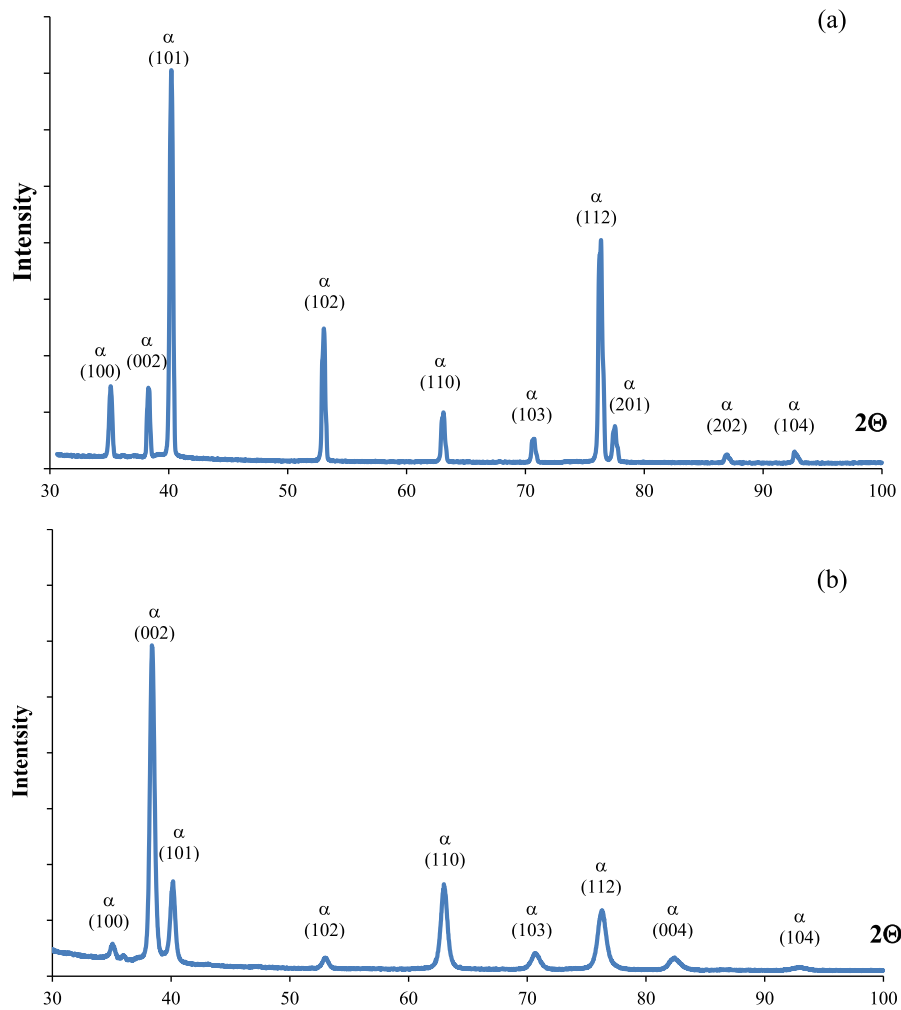 (a)
α
(101)
α
(112)
Intensity
α
(102)
α
(002)
α
(100)
α
(110)
α
(201)
α
(103)
α
(202)
α
(104)
2Θ
30 40 50 60 70 80 90 100
(b)
α
(002)
Intentsity
α
(101)
α
(110)
α
(112)
α
(100)
α
(102)
α
(103)
α
(004)
α
(104)
2Θ
30 40 50 60 70 80 90 100